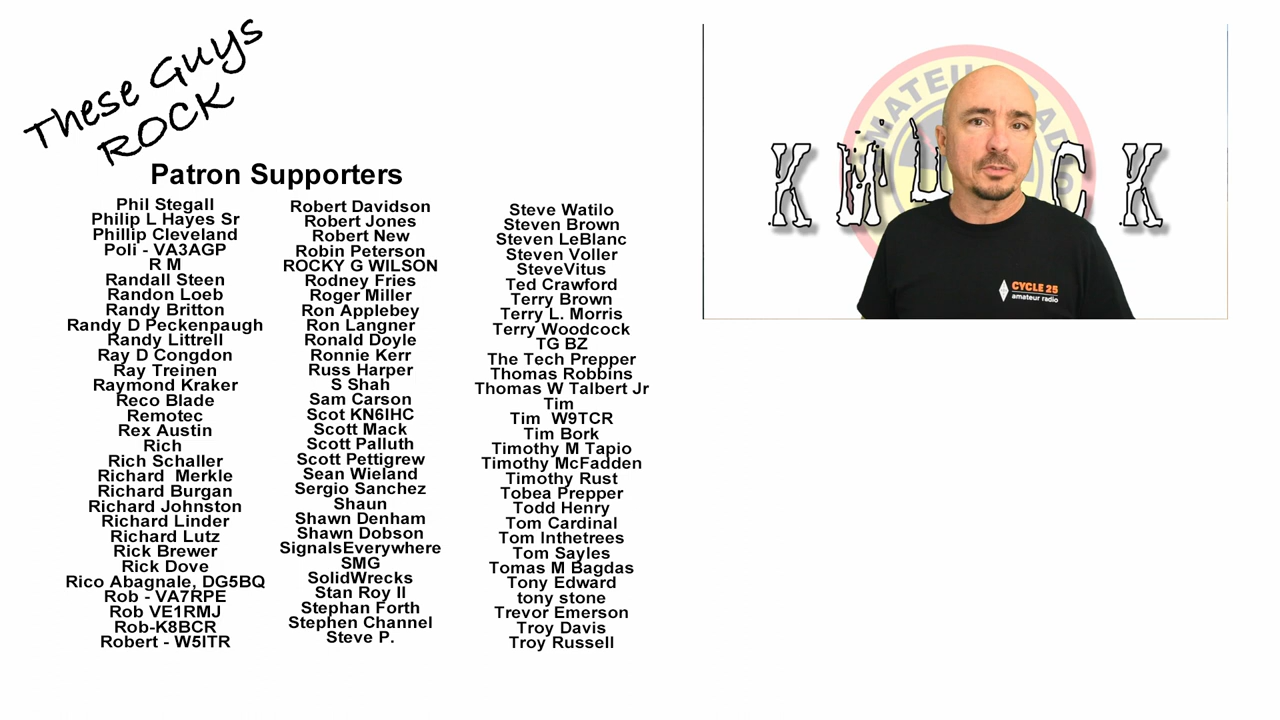 These Guys
ROCK
Patron Supporters
Phil Stegall
Philip L Hayes Sr
Phillip Cleveland
Poli - VA3AGP
R M
Randall Steen
Randon Loeb
Randy Britton
Randy D Peckenpaugh
Randy Littrell
Ray D Congdon
Ray Treinen
Raymond Kraker
Reco Blade
Remotec
Rex Austin
Rich
Rich Schaller
Richard  Merkle
Richard Burgan
Richard Johnston
Richard Linder
Richard Lutz
Rick Brewer
Rick Dove
Rico Abagnale, DG5BQ
Rob - VA7RPE
Rob VE1RMJ
Rob-K8BCR
Robert - W5ITR
Robert Davidson
Robert Jones
Robert New
Robin Peterson
ROCKY G WILSON
Rodney Fries
Roger Miller
Ron Applebey
Ron Langner
Ronald Doyle
Ronnie Kerr
Russ Harper
S Shah
Sam Carson
Scot KN6IHC
Scott Mack
Scott Palluth
Scott Pettigrew
Sean Wieland
Sergio Sanchez
Shaun
Shawn Denham
Shawn Dobson
SignalsEverywhere
SMG
SolidWrecks
Stan Roy II
Stephan Forth
Stephen Channel
Steve P.
Steve Watilo
Steven Brown
Steven LeBlanc
Steven Voller
SteveVitus
Ted Crawford
Terry Brown
Terry L. Morris
Terry Woodcock
TG BZ
The Tech Prepper
Thomas Robbins
Thomas W Talbert Jr
Tim
Tim  W9TCR
Tim Bork
Timothy M Tapio
Timothy McFadden
Timothy Rust
Tobea Prepper
Todd Henry
Tom Cardinal
Tom Inthetrees
Tom Sayles
Tomas M Bagdas
Tony Edward
tony stone
Trevor Emerson
Troy Davis
Troy Russell
CYCLE 25
amateur radio